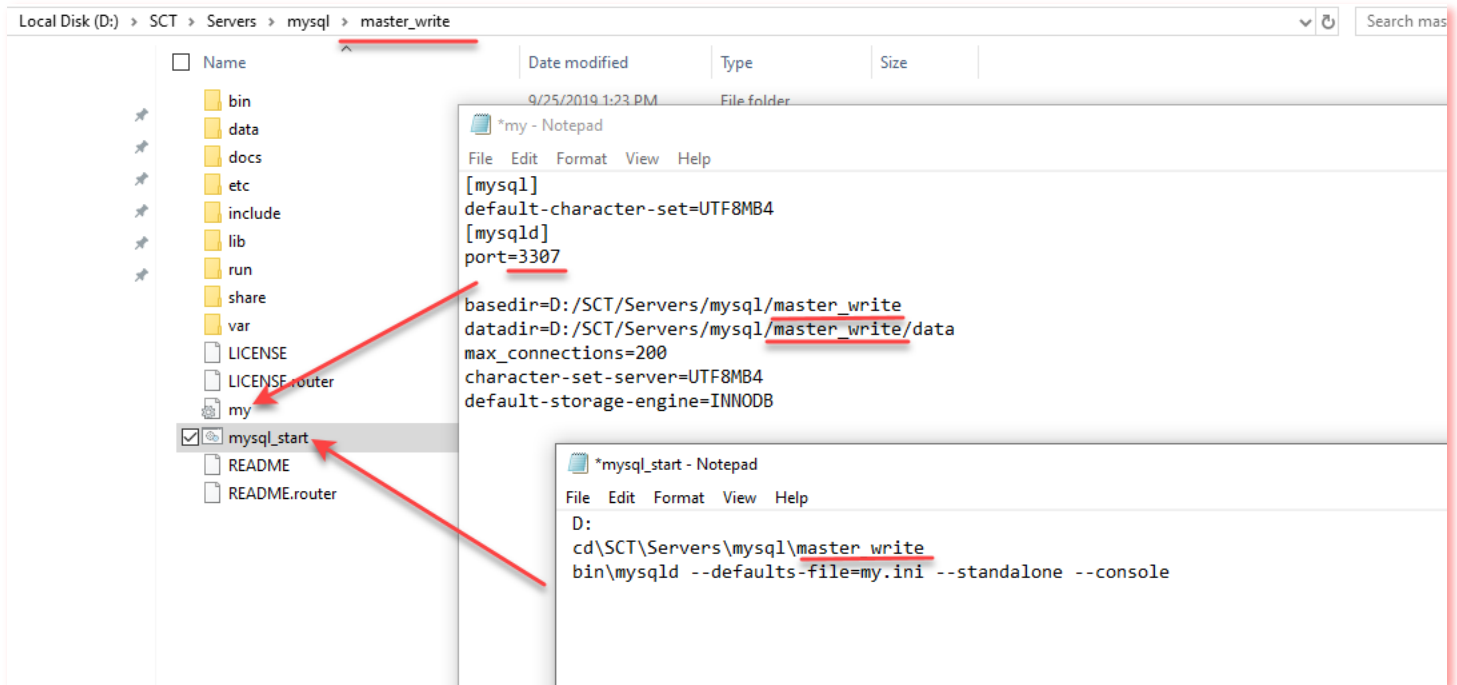 Local Disk (D:) > SCT > Servers > mysql > master_write
Search mas
Name Date modified Type Size
bin 9/25/2019 1:23 PM File folder
data
docs
etc
include
lib
run
share
var
LICENSE
LICENSE.router
my
mysql_start
README
README.router
*my - Notepad
File Edit Format View Help
[mysql]
default-character-set=UTF8MB4
[mysqld]
port=3307
basedir=D:/SCT/Servers/mysql/master_write
datadir=D:/SCT/Servers/mysql/master_write/data
max_connections=200
character-set-server=UTF8MB4
default-storage-engine=INNODB
*mysql_start - Notepad
File Edit Format View Help
D:
cd\SCT\Servers\mysql\master_write
bin\mysqld --defaults-file=my.ini --standalone --console